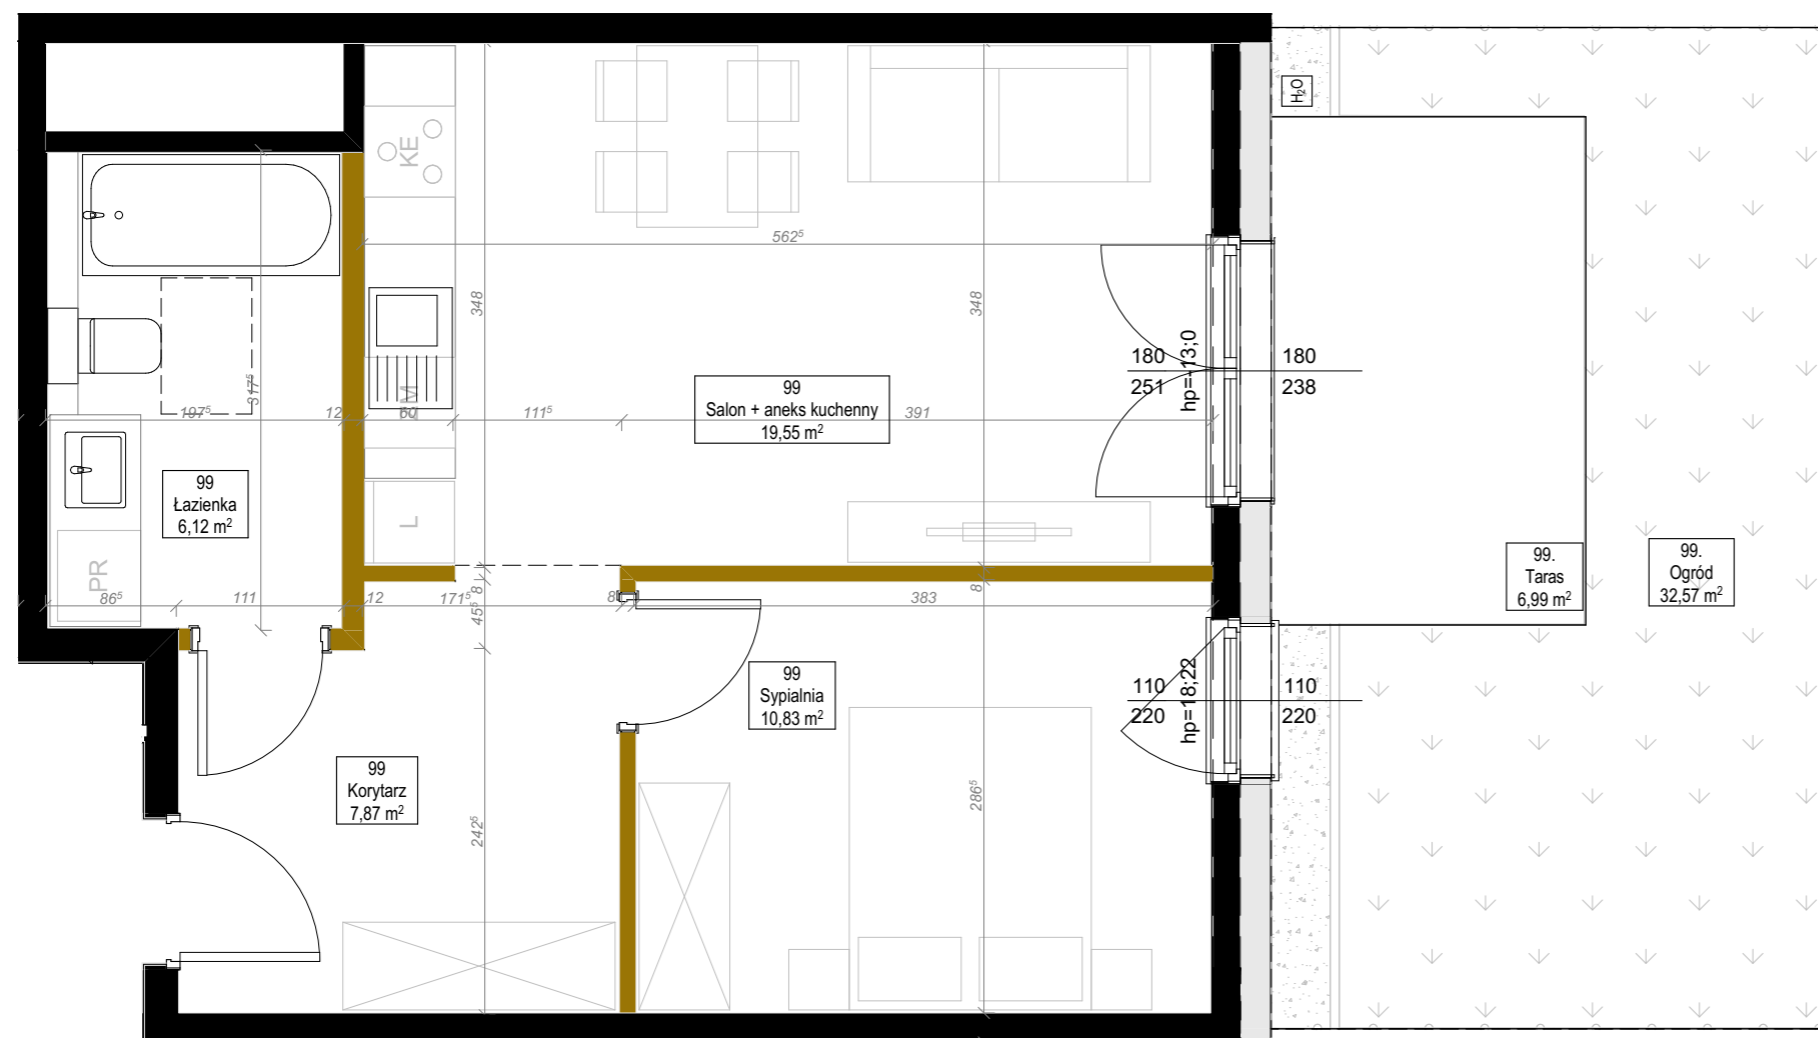 H₂O
KE
562⁵
348
348
180
251
hp=-13;0
180
238
317⁵
197⁵
12
60
111⁵
391
99
Salon + aneks kuchenny
19,55 m²
99
Łazienka
6,12 m²
L
PR
86⁵
111
12
171⁵
8
45⁵
8
8
383
99.
Taras
6,99 m²
99.
Ogród
32,57 m²
99
Sypialnia
10,83 m²
110
220
hp=18;22
110
220
99
Korytarz
7,87 m²
242⁵
286⁵